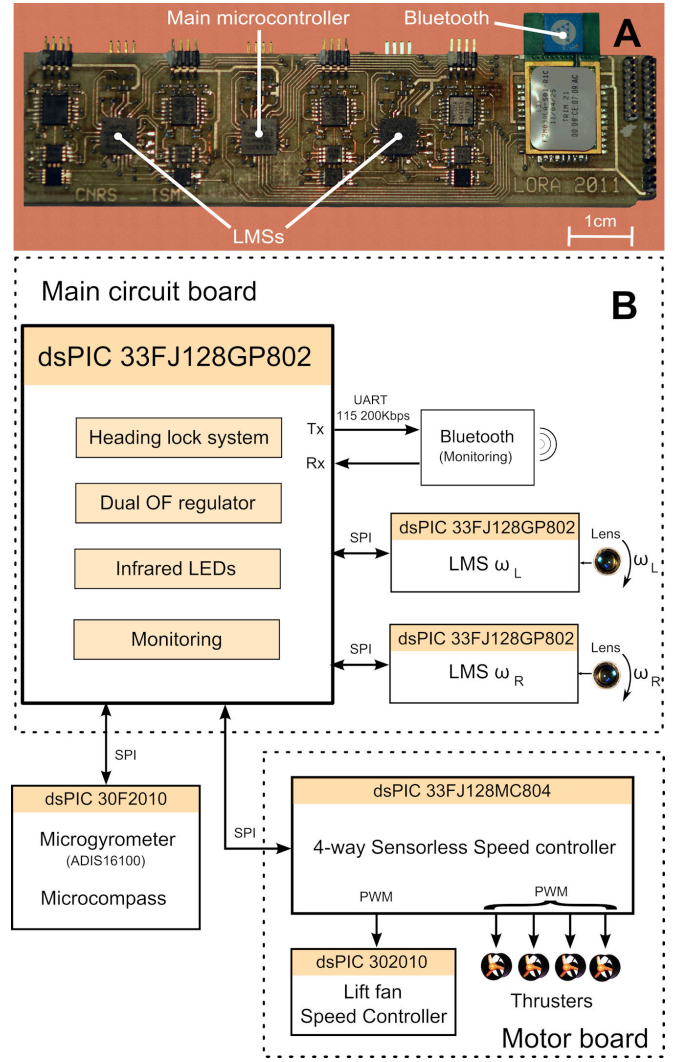 Main microcontroller
Bluetooth
A
TRIM 21
CNRS - ISM
LORA 2011
LMSs
1cm
Main circuit board
B
dsPIC 33FJ128GP802
Heading lock system
Dual OF regulator
Infrared LEDs
Monitoring
Tx
Rx
UART
115 200Kbps
Bluetooth
(Monitoring)
SPI
dsPIC 33FJ128GP802
LMS ω L
Lens
ω L
SPI
dsPIC 33FJ128GP802
LMS ω R
Lens
ω R
SPI
dsPIC 30F2010
Microgyrometer
(ADIS16100)
Microcompass
SPI
dsPIC 33FJ128MC804
4-way Sensorless Speed controller
PWM
PWM
dsPIC 302010
Lift fan
Speed Controller
Thrusters
Motor board